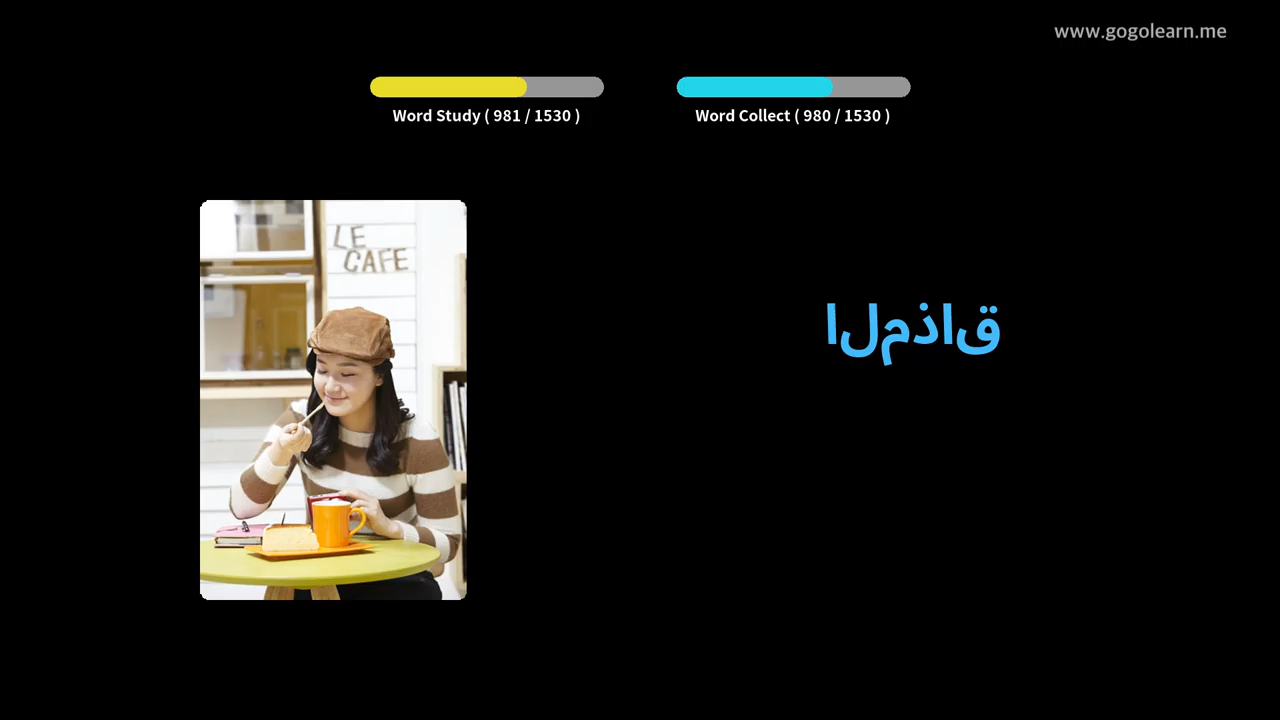 www.gogolearn.me
Word Study ( 981 / 1530 )
Word Collect ( 980 / 1530 )
LE
CAFE
المذاق